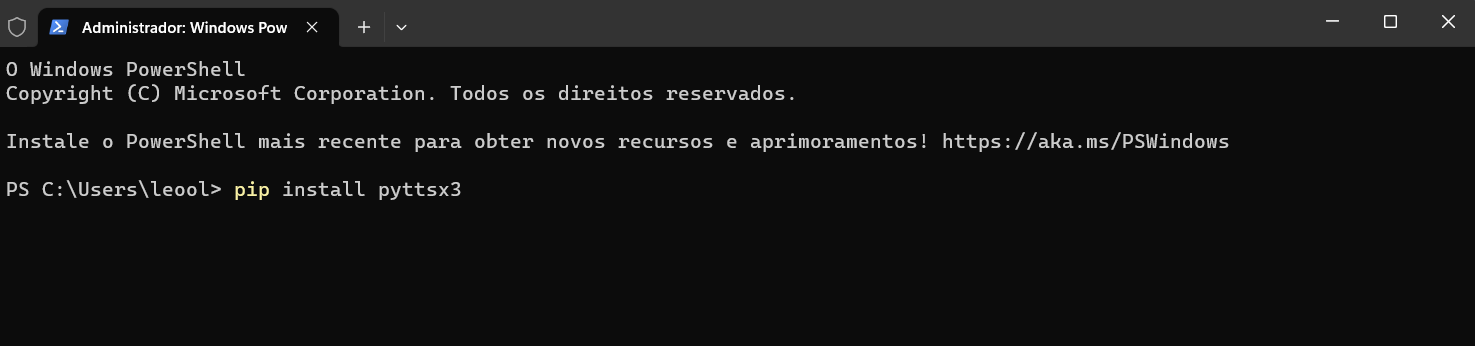 Administrador: Windows Pow
O Windows PowerShell
Copyright (C) Microsoft Corporation. Todos os direitos reservados.
Instale o PowerShell mais recente para obter novos recursos e aprimoramentos! https://aka.ms/PSWindows
PS C:\Users\leool> pip install pyttsx3